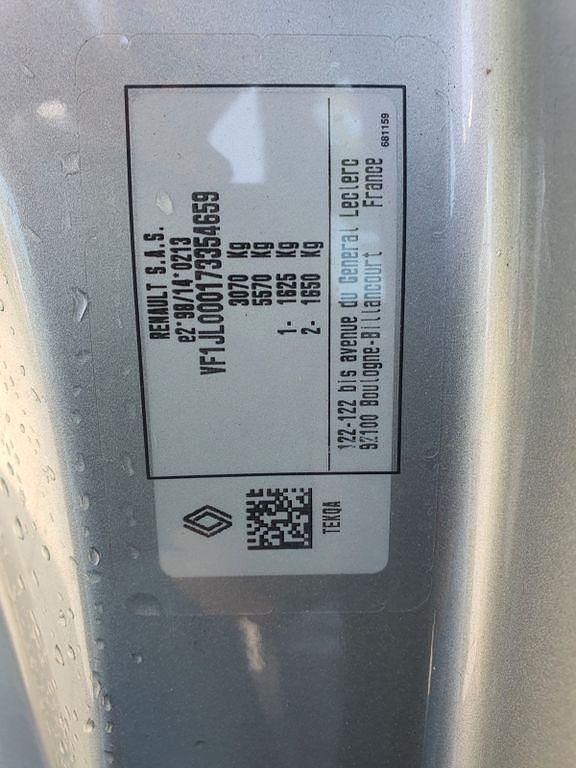 RENAULT S.A.S.
e2*98/14*0213
VF1JL000173354659
3070 Kg
5570 Kg
1- 1625 Kg
2- 1650 Kg
122-122 bis avenue du General Leclerc
92100 Boulogne-Billancourt France
681159
TEKQA